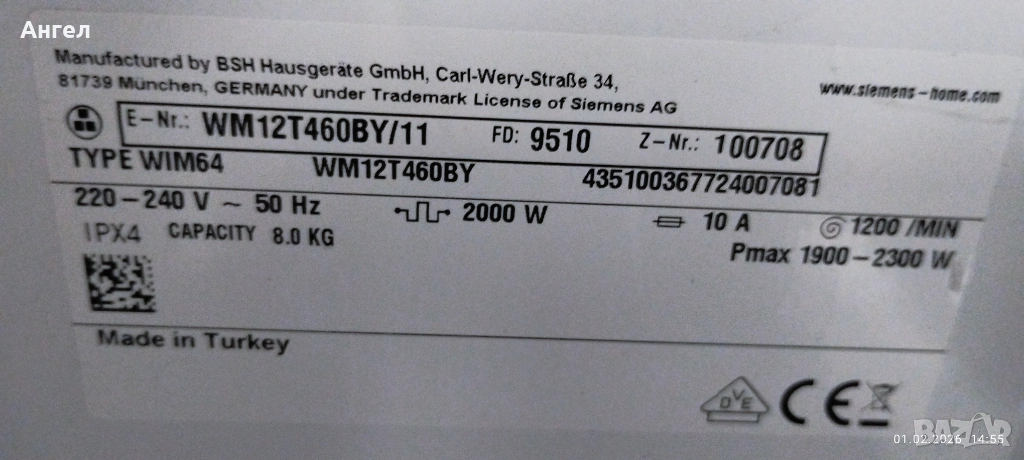 Ангел
Manufactured by BSH Hausgeräte GmbH, Carl-Wery-Straße 34,
81739 München, GERMANY under Trademark License of Siemens AG
www.siemens-home.com
E-Nr.: WM12T460BY/11 FD: 9510 Z-Nr.: 100708
TYPE WIM64 WM12T460BY 435100367724007081
220-240 V ~ 50 Hz 2000 W 10 A 1200 /MIN
IPX4 CAPACITY 8.0 KG Pmax 1900-2300 W
Made in Turkey
DVE CE
BAZAR
01.02.2026 14:55